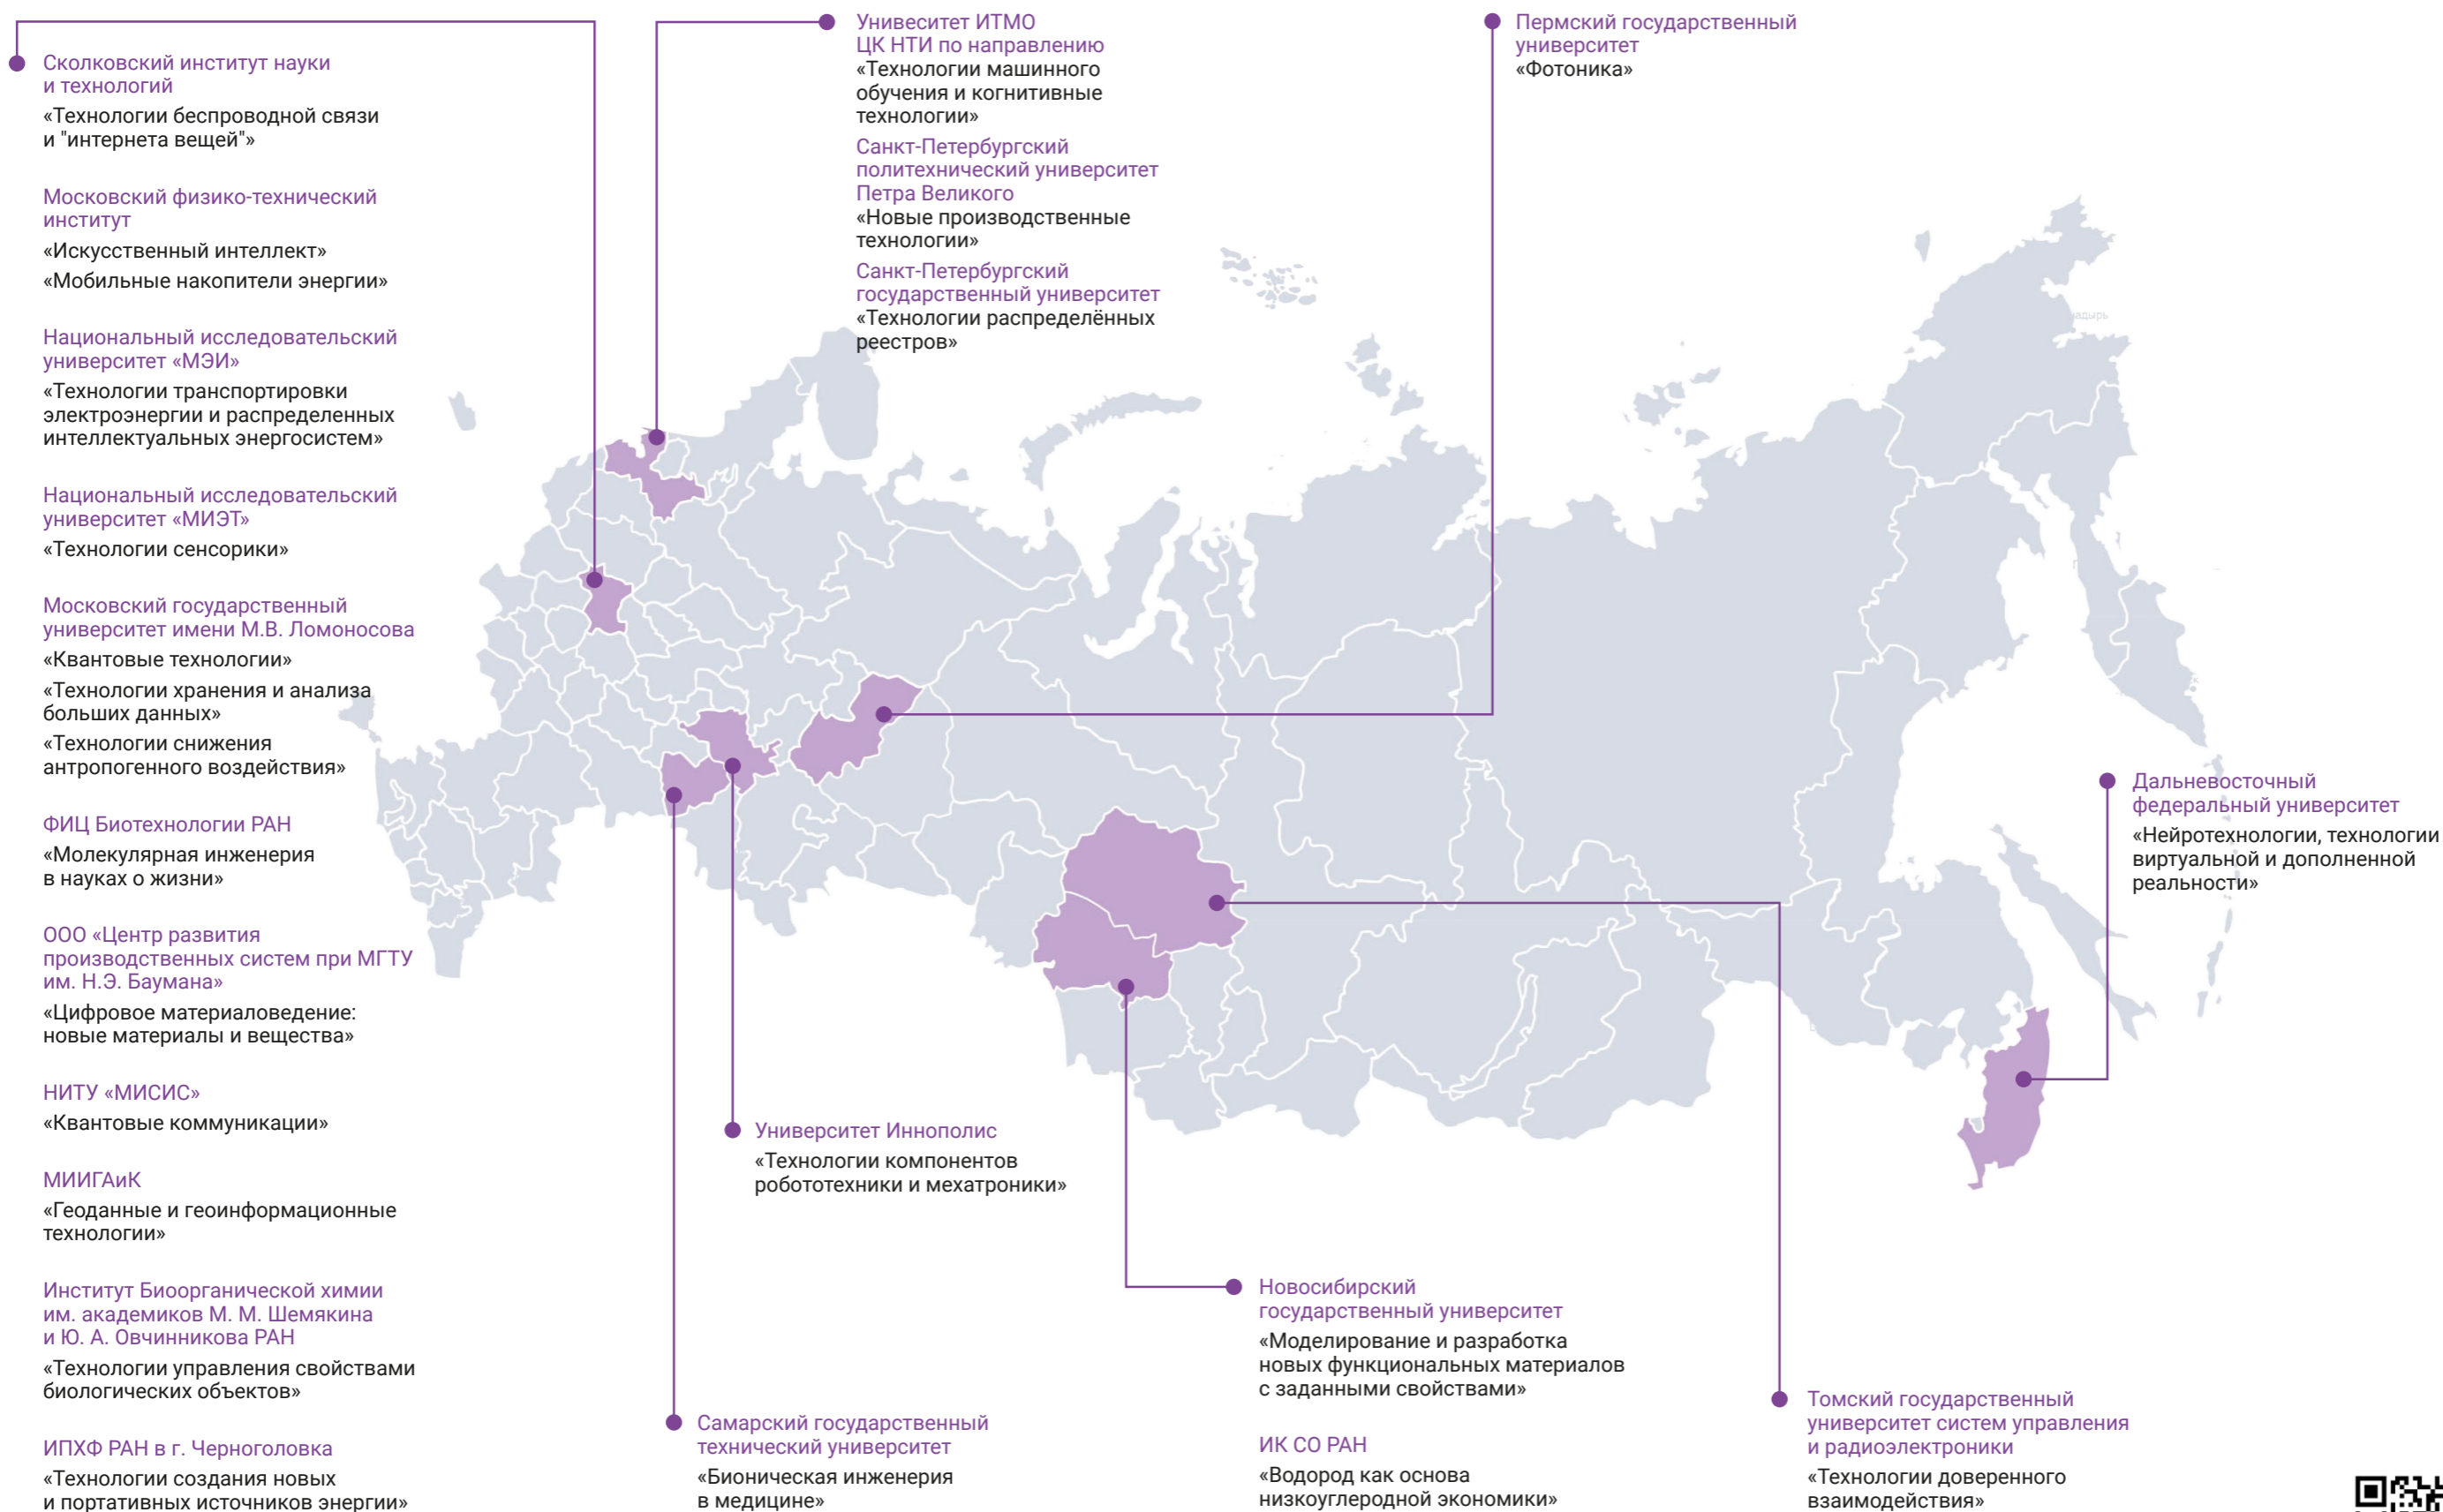 Сколковский институт науки
и технологий
«Технологии беспроводной связи
и "интернета вещей"»
Московский физико-технический
институт
«Искусственный интеллект»
«Мобильные накопители энергии»
Национальный исследовательский
университет «МЭИ»
«Технологии транспортировки
электроэнергии и распределенных
интеллектуальных энергосистем»
Национальный исследовательский
университет «МИЭТ»
«Технологии сенсорики»
Московский государственный
университет имени М.В. Ломоносова
«Квантовые технологии»
«Технологии хранения и анализа
больших данных»
«Технологии снижения
антропогенного воздействия»
ФИЦ Биотехнологии РАН
«Молекулярная инженерия
в науках о жизни»
ООО «Центр развития
производственных систем при МГТУ
им. Н.Э. Баумана»
«Цифровое материаловедение:
новые материалы и вещества»
НИТУ «МИСИС»
«Квантовые коммуникации»
МИИГАиК
«Геоданные и геоинформационные
технологии»
Институт Биоорганической химии
им. академиков М. М. Шемякина
и Ю. А. Овчинникова РАН
«Технологии управления свойствами
биологических объектов»
ИПХФ РАН в г. Черноголовка
«Технологии создания новых
и портативных источников энергии»
Унивеситет ИТМО
ЦК НТИ по направлению
«Технологии машинного
обучения и когнитивные
технологии»
Санкт-Петербургский
политехнический университет
Петра Великого
«Новые производственные
технологии»
Санкт-Петербургский
государственный университет
«Технологии распределённых
реестров»
Пермский государственный
университет
«Фотоника»
Дальневосточный
федеральный университет
«Нейротехнологии, технологии
виртуальной и дополненной
реальности»
Университет Иннополис
«Технологии компонентов
робототехники и мехатроники»
Самарский государственный
технический университет
«Бионическая инженерия
в медицине»
Новосибирский
государственный университет
«Моделирование и разработка
новых функциональных материалов
с заданными свойствами»
ИК СО РАН
«Водород как основа
низкоуглеродной экономики»
Томский государственный
университет систем управления
и радиоэлектроники
«Технологии доверенного
взаимодействия»